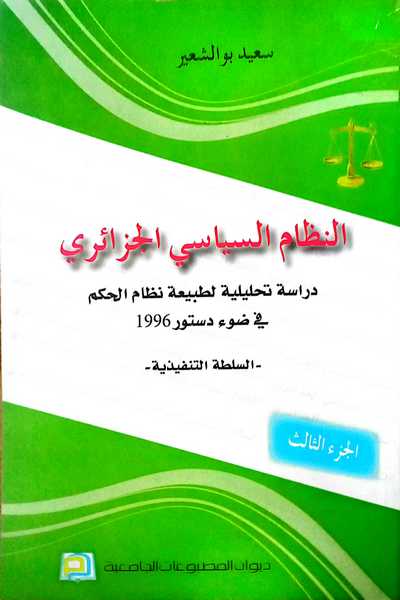 سعيد بوالشعير
النظام السياسي الجزائري
دراسة تحليلية لطبيعة نظام الحكم
في ضوء دستور 1996
-السلطة التنفيذية-
الجزء الثالث
ديوان المطبوعات الجامعية